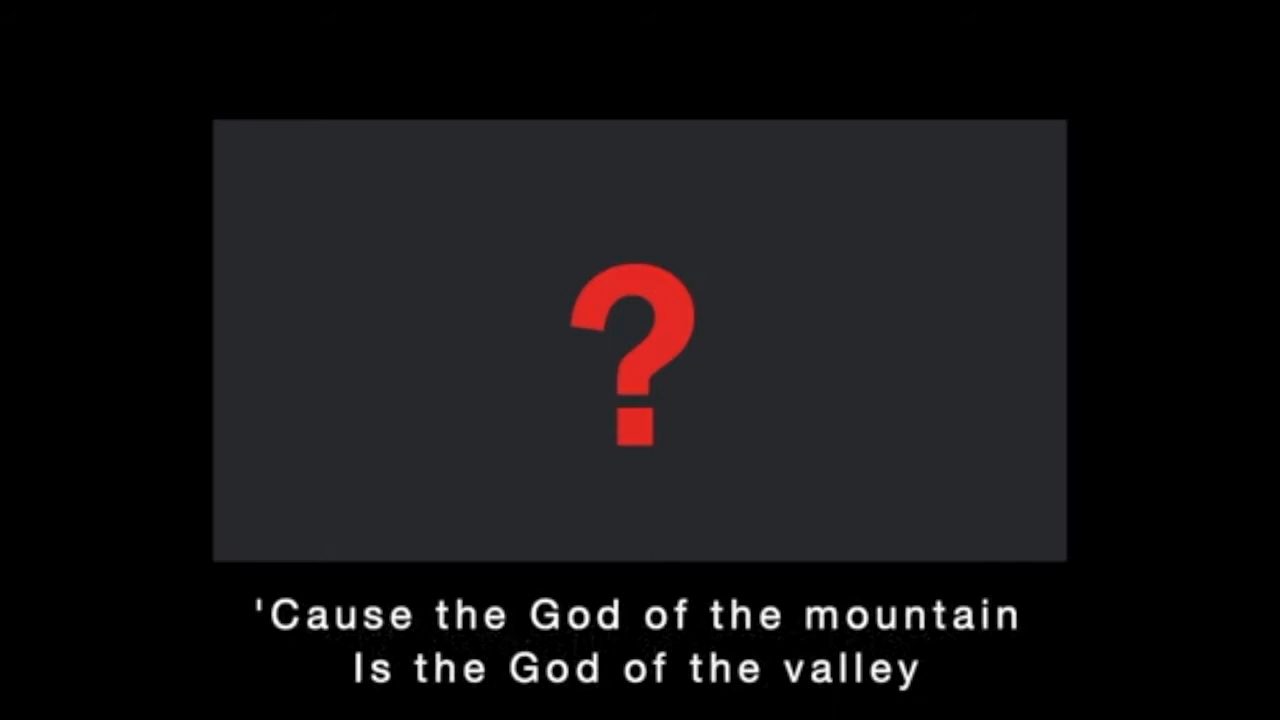 ?
'Cause the God of the mountain
Is the God of the valley